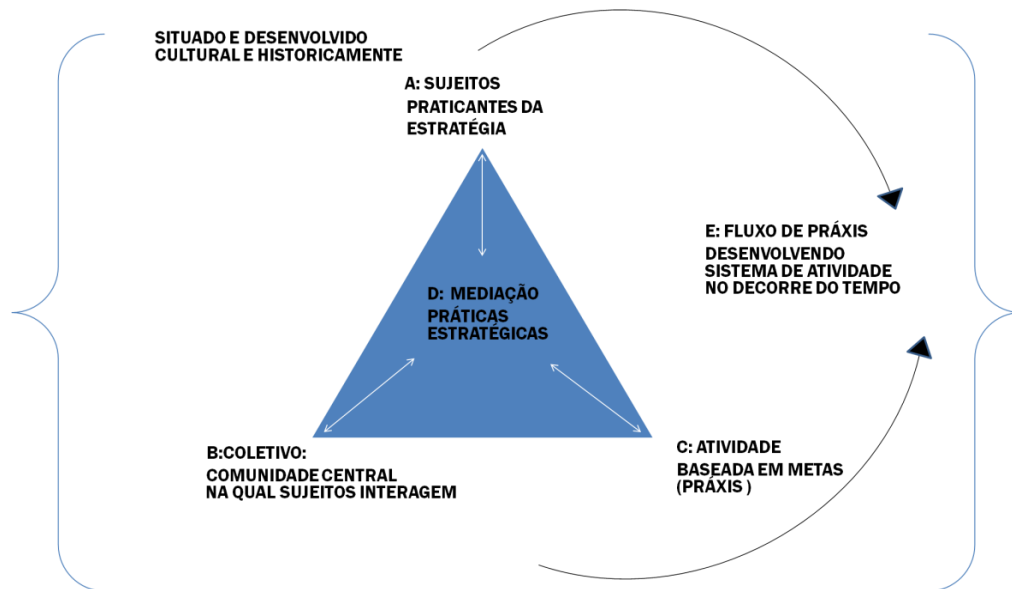 SITUADO E DESENVOLVIDO
CULTURAL E HISTORICAMENTE
A: SUJEITOS
PRATICANTES DA
ESTRATÉGIA
E: FLUXO DE PRÁXIS
DESENVOLVENDO
SISTEMA DE ATIVIDADE
NO DECORRE DO TEMPO
D: MEDIAÇÃO
PRÁTICAS
ESTRATÉGICAS
B:COLETIVO:
COMUNIDADE CENTRAL
NA QUAL SUJEITOS INTERAGEM
C: ATIVIDADE
BASEADA EM METAS
(PRÁXIS )